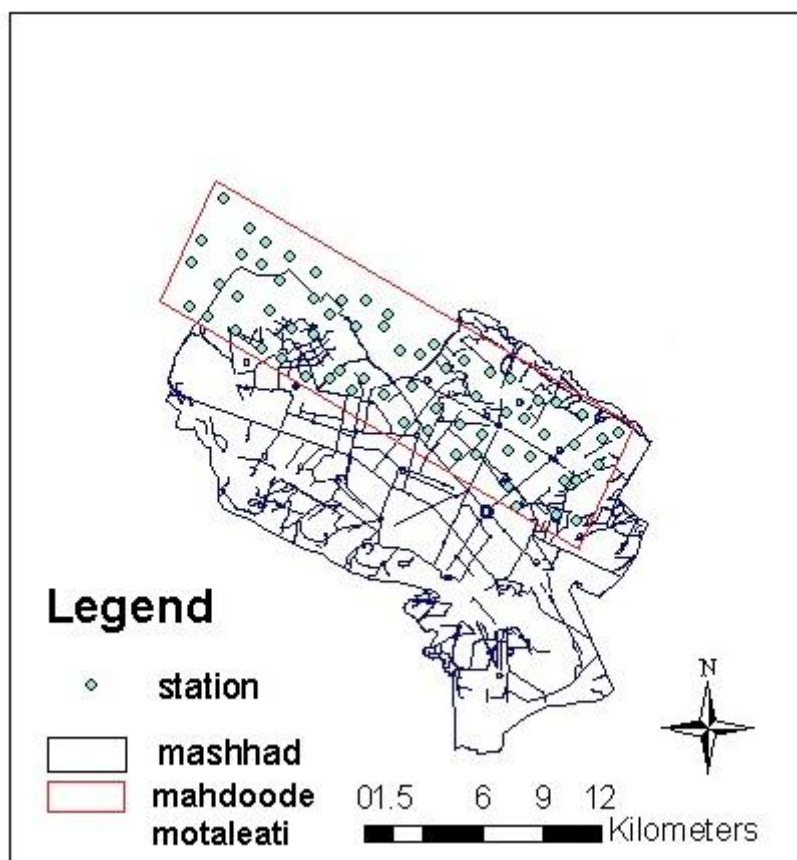 Legend
station
mashhad
mahdoode
motaleati
N
01.5 6 9 12
Kilometers